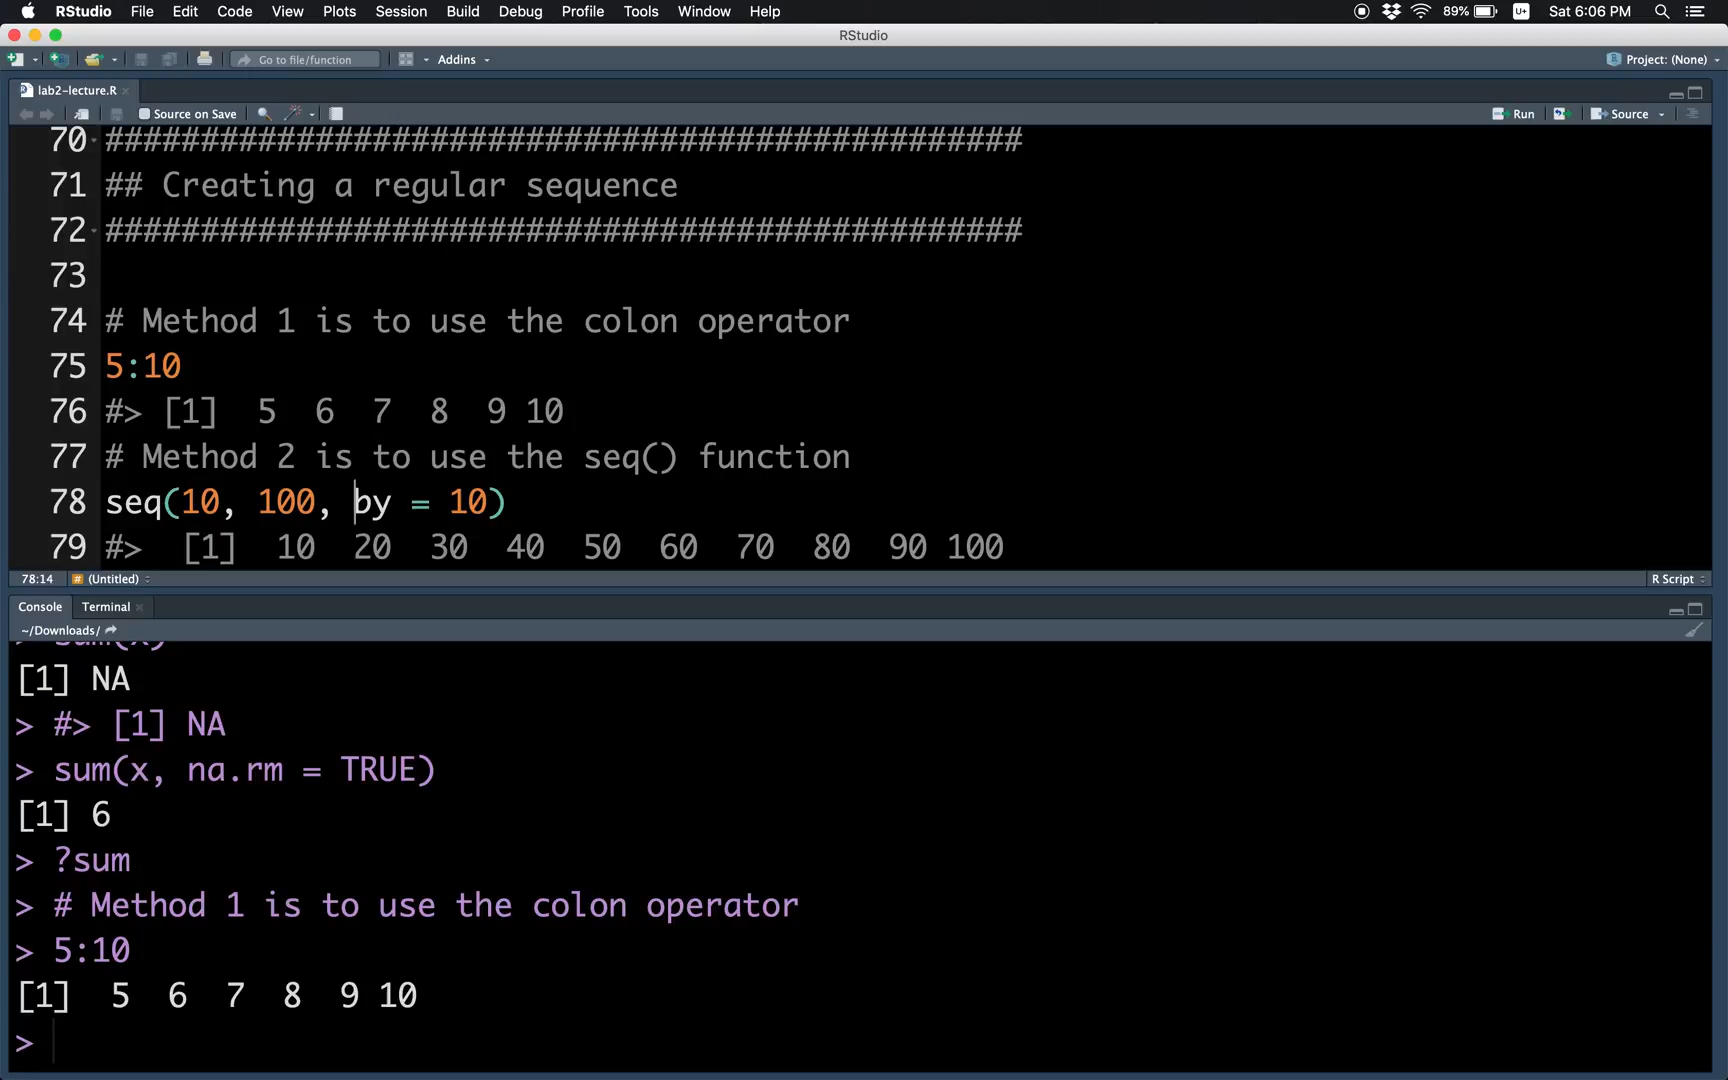 RStudio File Edit Code View Plots Session Build Debug Profile Tools Window Help 89% U+ Sat 6:06 PM
RStudio
Go to file/function Addins Project: (None)
lab2-lecture.R
Source on Save Run Source
70 ################################################
71 ## Creating a regular sequence
72 ################################################
73
74 # Method 1 is to use the colon operator
75 5:10
76 #> [1]  5  6  7  8  9 10
77 # Method 2 is to use the seq() function
78 seq(10, 100, by = 10)
79 #>  [1]  10  20  30  40  50  60  70  80  90 100
78:14 # (Untitled) R Script
Console Terminal
~/Downloads/
> sum(x)
[1] NA
> #> [1] NA
> sum(x, na.rm = TRUE)
[1] 6
> ?sum
> # Method 1 is to use the colon operator
> 5:10
[1]  5  6  7  8  9 10
>